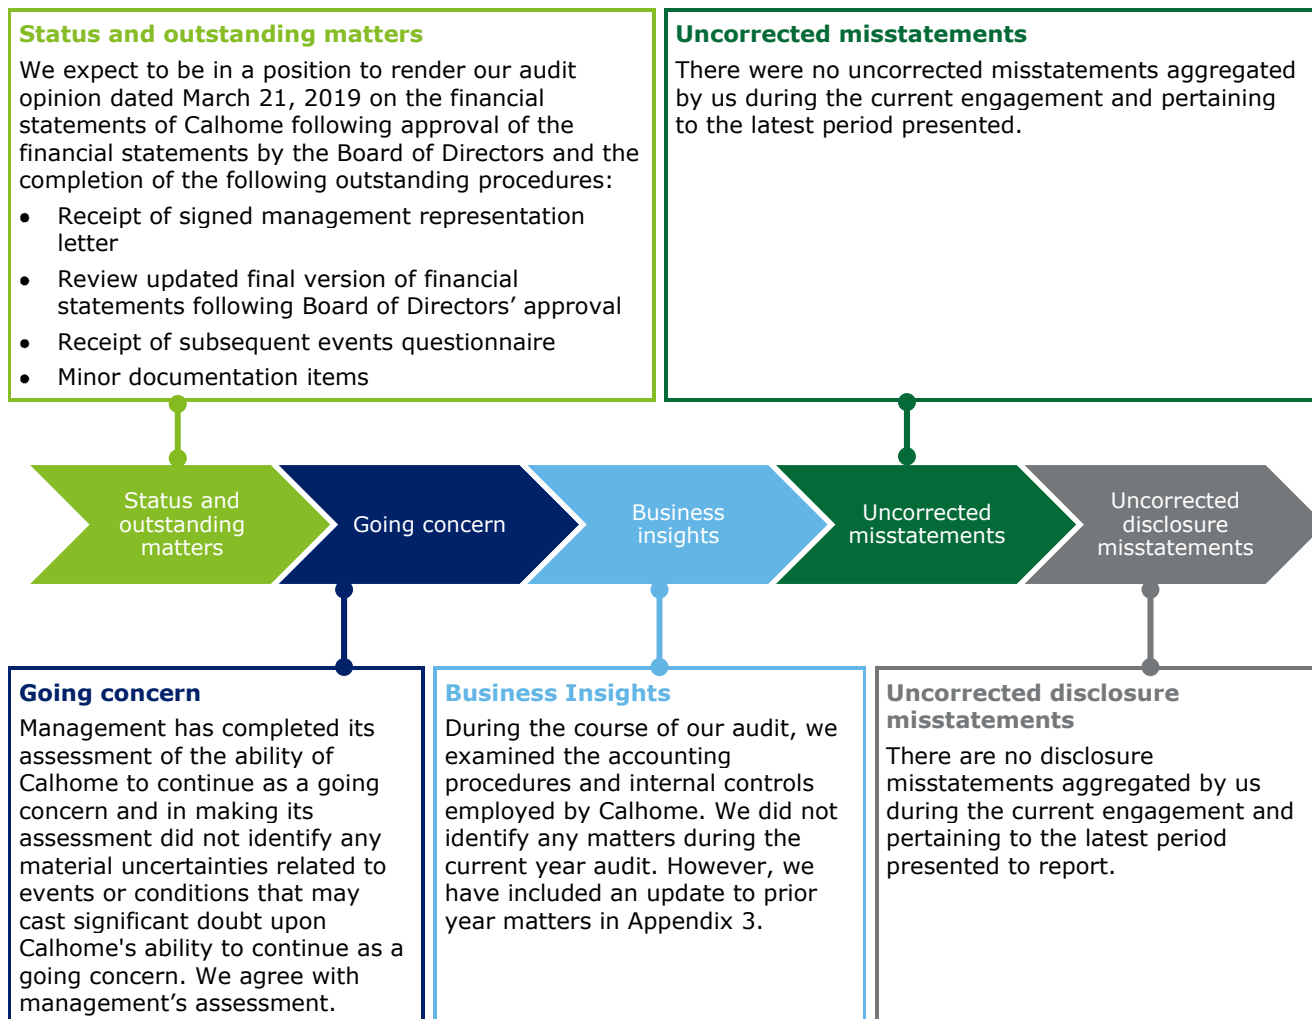 Status and outstanding matters
We expect to be in a position to render our audit
opinion dated March 21, 2019 on the financial
statements of Calhome following approval of the
financial statements by the Board of Directors and the
completion of the following outstanding procedures:
• Receipt of signed management representation
letter
• Review updated final version of financial
statements following Board of Directors’ approval
• Receipt of subsequent events questionnaire
• Minor documentation items
Uncorrected misstatements
There were no uncorrected misstatements aggregated
by us during the current engagement and pertaining
to the latest period presented.
Status and
outstanding
matters
Going concern
Business
insights
Uncorrected
misstatements
Uncorrected
disclosure
misstatements
Going concern
Management has completed its
assessment of the ability of
Calhome to continue as a going
concern and in making its
assessment did not identify any
material uncertainties related to
events or conditions that may
cast significant doubt upon
Calhome's ability to continue as a
going concern. We agree with
management’s assessment.
Business Insights
During the course of our audit, we
examined the accounting
procedures and internal controls
employed by Calhome. We did not
identify any matters during the
current year audit. However, we
have included an update to prior
year matters in Appendix 3.
Uncorrected disclosure
misstatements
There are no disclosure
misstatements aggregated by us
during the current engagement and
pertaining to the latest period
presented to report.